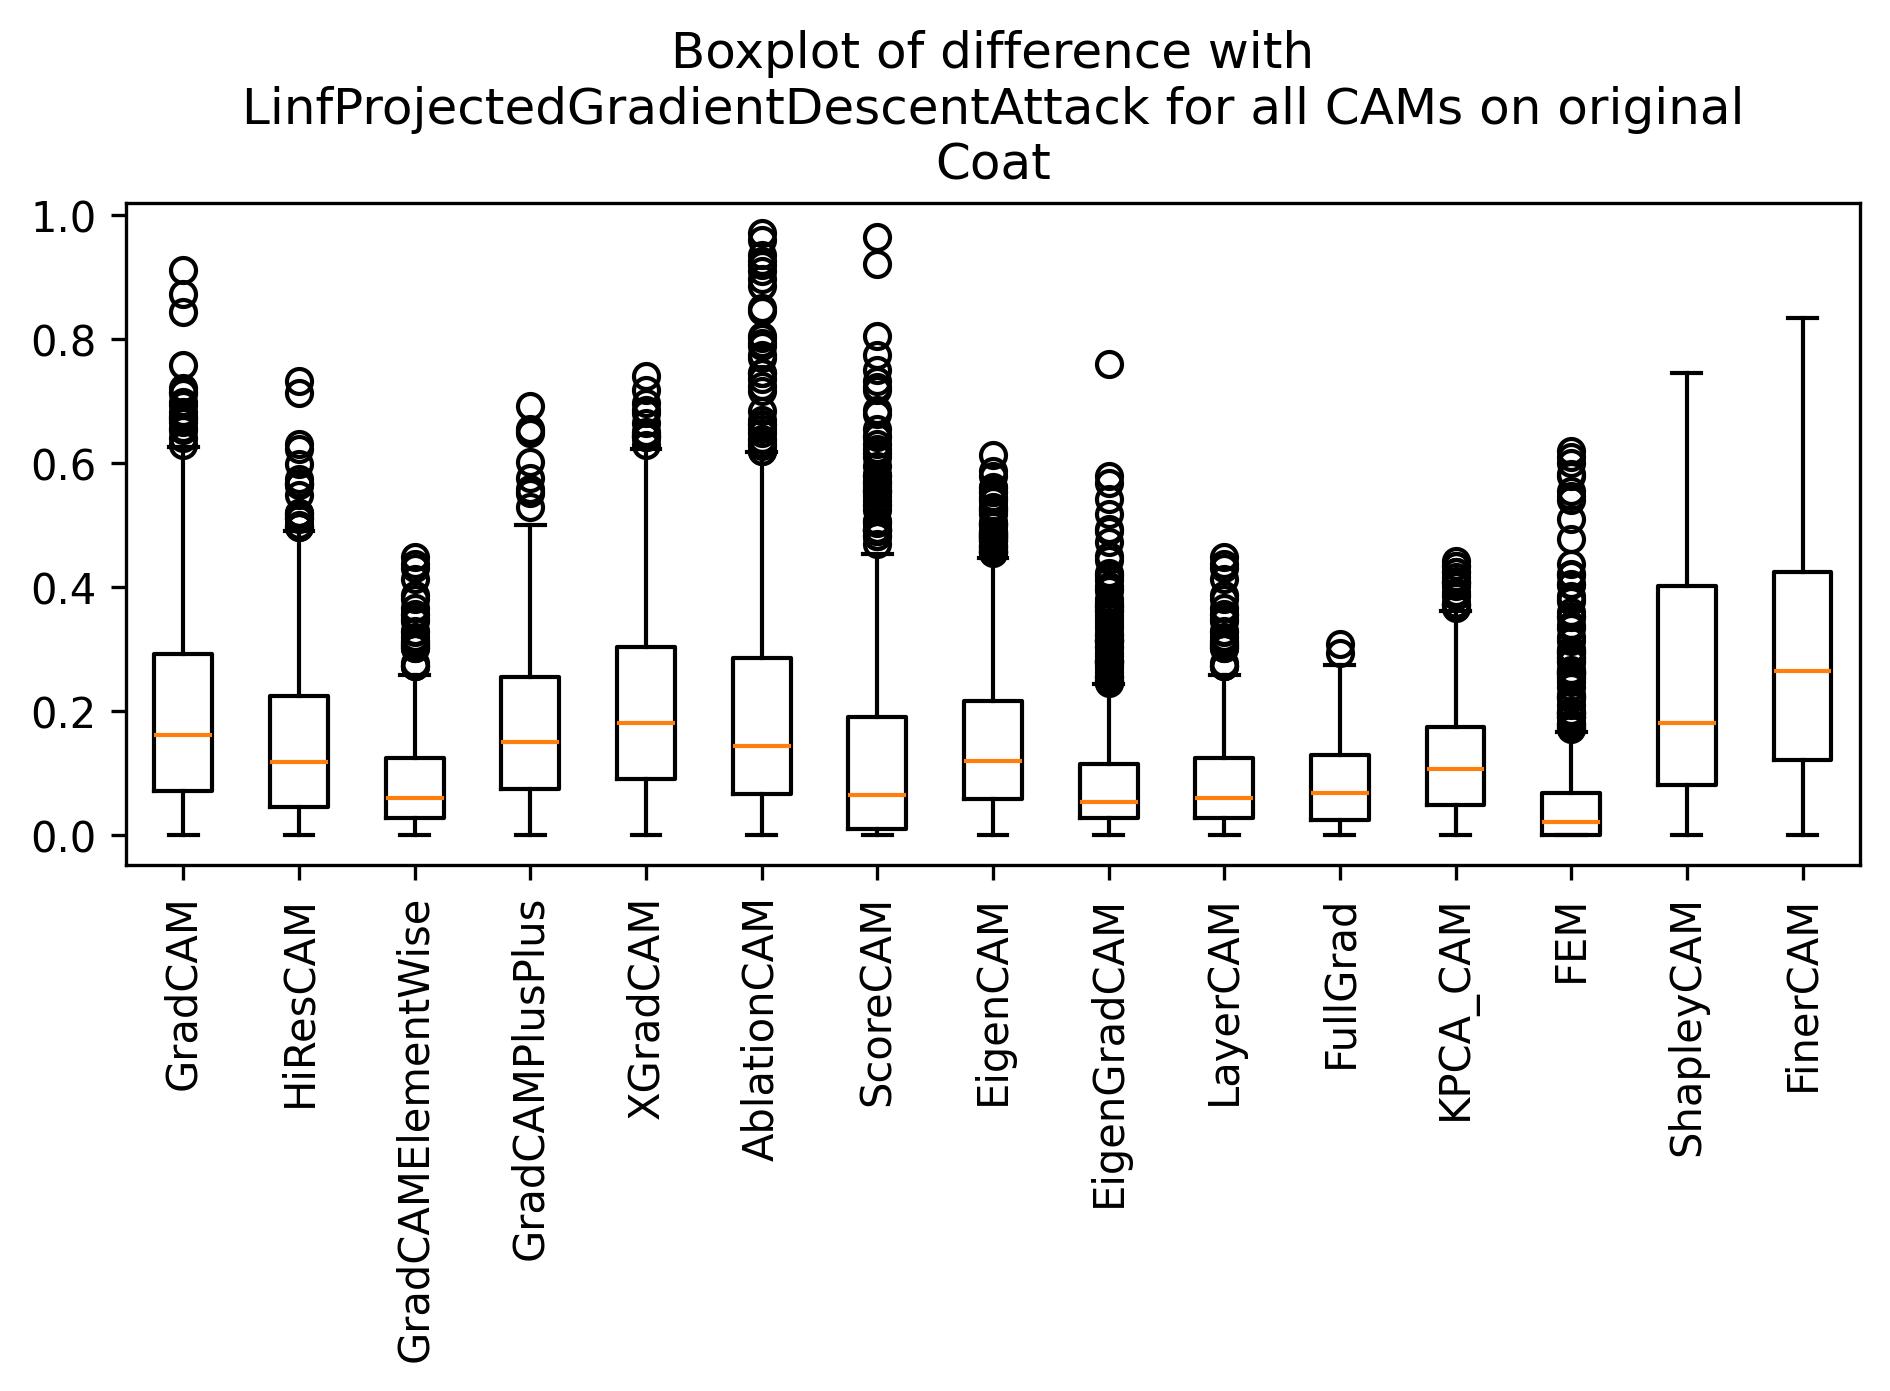 Boxplot of difference with
LinfProjectedGradientDescentAttack for all CAMs on original
Coat
1.0
0.8
0.6
0.4
0.2
0.0
GradCAM
HiResCAM
GradCAMElementWise
GradCAMPlusPlus
XGradCAM
AblationCAM
ScoreCAM
EigenCAM
EigenGradCAM
LayerCAM
FullGrad
KPCA_CAM
FEM
ShapleyCAM
FinerCAM